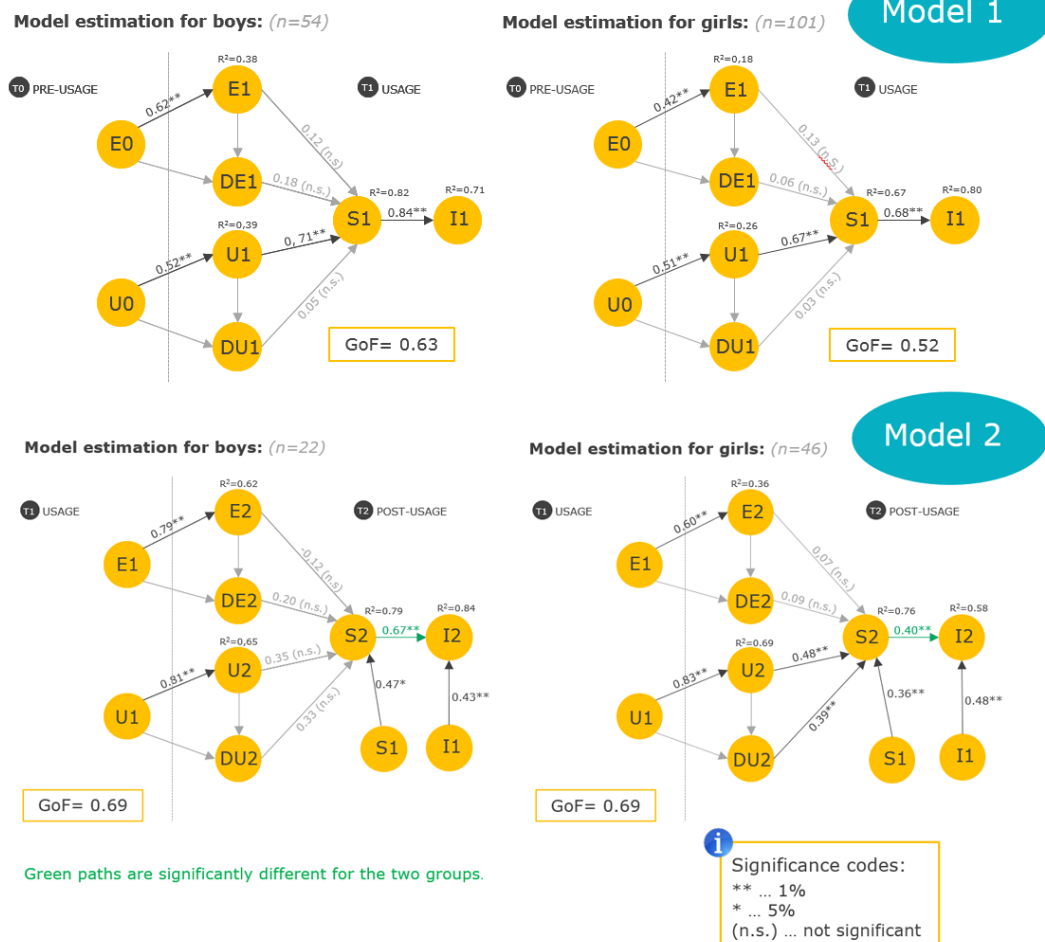 Model 1
Model estimation for boys: (n=54)
T0 PRE-USAGE
T1 USAGE
R²=0.38
E1
0.62**
E0
0.12 (n.s)
DE1
0.18 (n.s.)
R²=0.82
S1
0.84**
R²=0.71
I1
R²=0,39
U1
0, 71**
0.52**
U0
0.05 (n.s.)
DU1
GoF= 0.63
Model estimation for girls: (n=101)
T0 PRE-USAGE
T1 USAGE
R²=0,18
E1
0.42**
E0
0.13 (n.S.)
DE1
0.06 (n.s.)
R²=0.67
S1
0.68**
R²=0.80
I1
R²=0.26
U1
0.67**
0.51**
U0
0.03 (n.s.)
DU1
GoF= 0.52
Model 2
Model estimation for boys: (n=22)
T1 USAGE
T2 POST-USAGE
R²=0.62
E2
0.79**
E1
-0.12 (n.s)
DE2
0.20 (n.s.)
R²=0.79
S2
0.67**
R²=0.84
I2
R²=0,65
U2
0.35 (n.s.)
0.81**
U1
0.33 (n.s.)
DU2
0.47*
S1
0.43**
I1
GoF= 0.69
Model estimation for girls: (n=46)
T1 USAGE
T2 POST-USAGE
R²=0.36
E2
0.60**
E1
0,07 (n.s.)
DE2
0.09 (n.s.)
R²=0.76
S2
0.40**
R²=0.58
I2
R²=0.69
U2
0.48**
0.83**
U1
0.39**
DU2
0.36**
S1
0.48**
I1
GoF= 0.69
Green paths are significantly different for the two groups.
i
Significance codes:
** ... 1%
* ... 5%
(n.s.) ... not significant